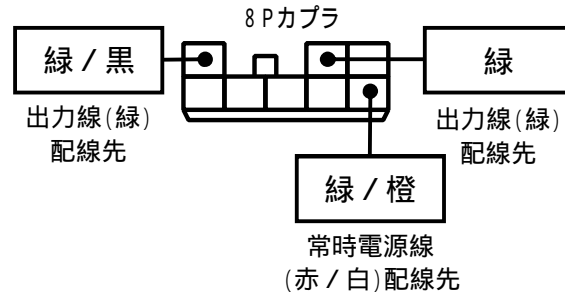 8Pカプラ
緑/黒
緑
出力線(緑)
配線先
出力線(緑)
配線先
緑/橙
常時電源線
(赤/白)配線先